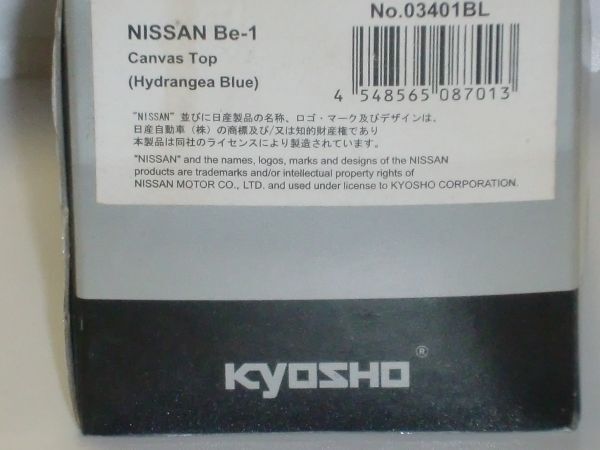 No.03401BL
NISSAN Be-1
Canvas Top
(Hydrangea Blue)
4 548565 087013
"NISSAN" 並びに日産製品の名称、ロゴ・マーク及びデザインは、
日産自動車（株）の商標及び/又は知的財産権であり
本製品は同社のライセンスにより製造されています。
"NISSAN" and the names, logos, marks and designs of the NISSAN
products are trademarks and/or intellectual property rights of
NISSAN MOTOR CO., LTD. and used under license to KYOSHO CORPORATION.
KYOSHO®